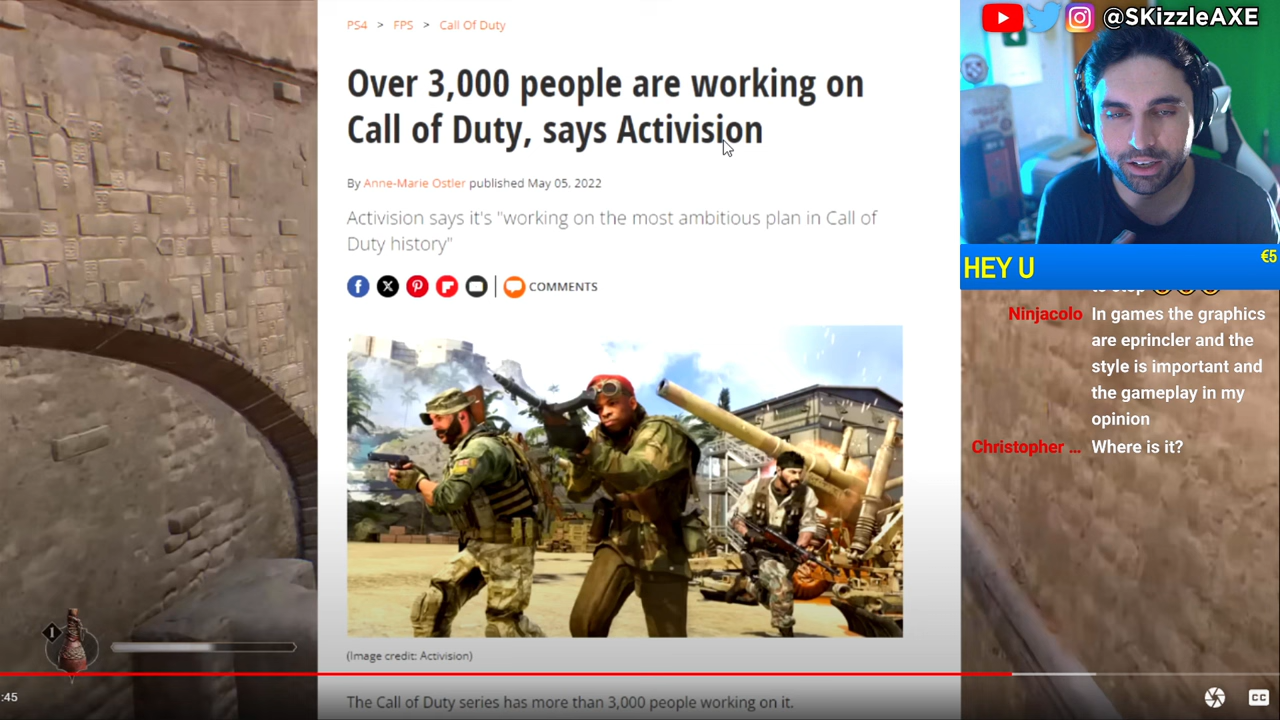 PS4 > FPS > Call Of Duty
Over 3,000 people are working on
Call of Duty, says Activision
By Anne-Marie Ostler published May 05, 2022
Activision says it's "working on the most ambitious plan in Call of
Duty history"
COMMENTS
(Image credit: Activision)
The Call of Duty series has more than 3,000 people working on it.
@SKizzleAXE
HEY U
€5
to stop
Ninjacolo In games the graphics
are eprincler and the
style is important and
the gameplay in my
opinion
Christopher ... Where is it?
1
:45
CC